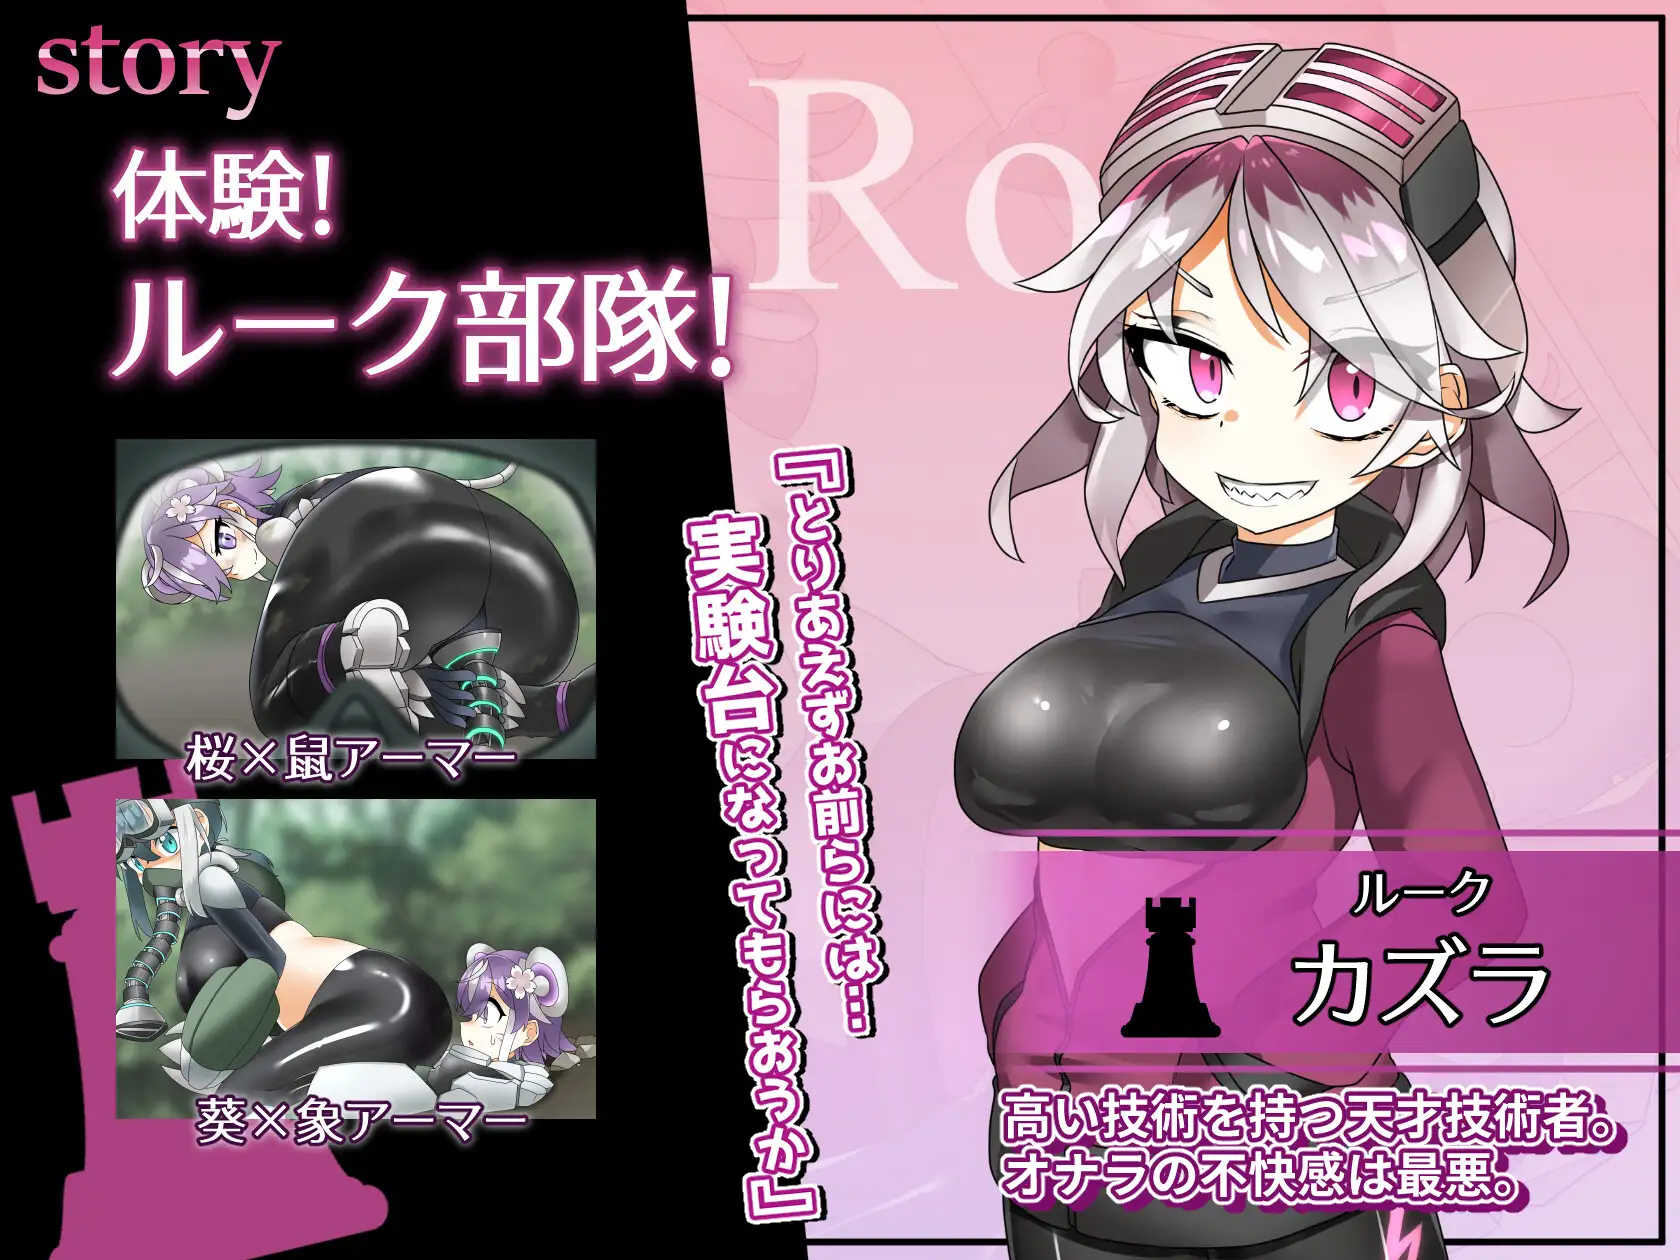 story
体験!
ルーク部隊!
桜×鼠アーマー
葵×象アーマー
Ro
『とりあえずお前らには…
実験台になってもらおうか』
ルーク
カズラ
高い技術を持つ天才技術者。
オナラの不快感は最悪。